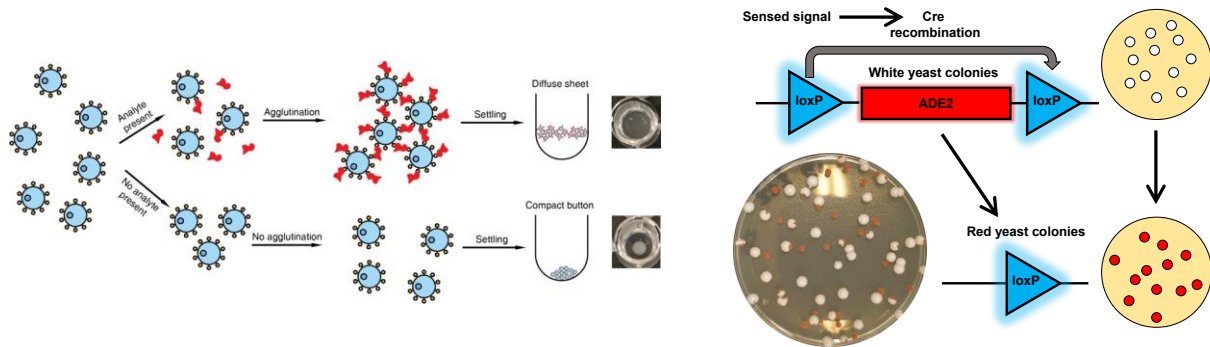 Analyte
present
No analyte
present
Agglutination
No agglutination
Settling
Settling
Diffuse sheet
Compact button
Sensed signal
Cre
recombination
White yeast colonies
loxP
ADE2
loxP
Red yeast colonies
loxP